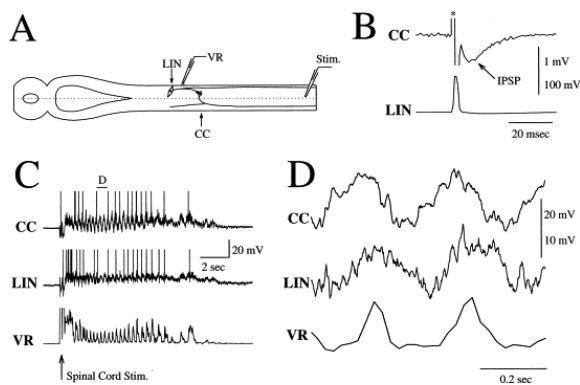 A
LIN
VR
Stim.
CC
B
*
CC
1 mV
100 mV
IPSP
LIN
20 msec
C
D
CC
20 mV
2 sec
LIN
VR
Spinal Cord Stim.
D
CC
20 mV
10 mV
LIN
VR
0.2 sec